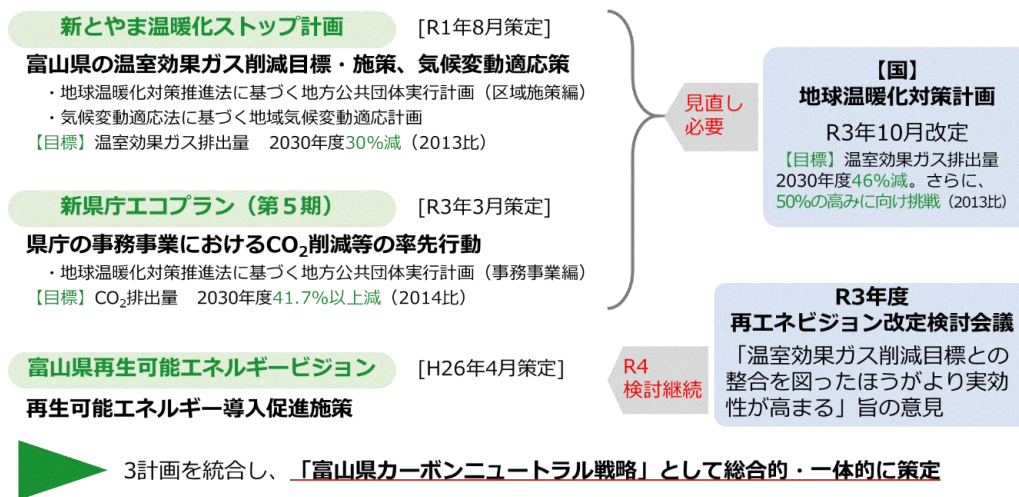 新とやま温暖化ストップ計画 [R1年8月策定]
富山県の温室効果ガス削減目標・施策、気候変動適応策
・地球温暖化対策推進法に基づく地方公共団体実行計画（区域施策編）
・気候変動適応法に基づく地域気候変動適応計画
【目標】温室効果ガス排出量 2030年度30%減（2013比）
新県庁エコプラン（第５期） [R3年3月策定]
県庁の事務事業におけるCO₂削減等の率先行動
・地球温暖化対策推進法に基づく地方公共団体実行計画（事務事業編）
【目標】CO₂排出量 2030年度41.7%以上減（2014比）
見直し
必要
【国】
地球温暖化対策計画
R3年10月改定
【目標】温室効果ガス排出量
2030年度46%減。さらに、
50%の高みに向け挑戦（2013比）
富山県再生可能エネルギービジョン [H26年4月策定]
再生可能エネルギー導入促進施策
R4
検討継続
R3年度
再エネビジョン改定検討会議
「温室効果ガス削減目標との
整合を図ったほうがより実効
性が高まる」旨の意見
3計画を統合し、「富山県カーボンニュートラル戦略」として総合的・一体的に策定